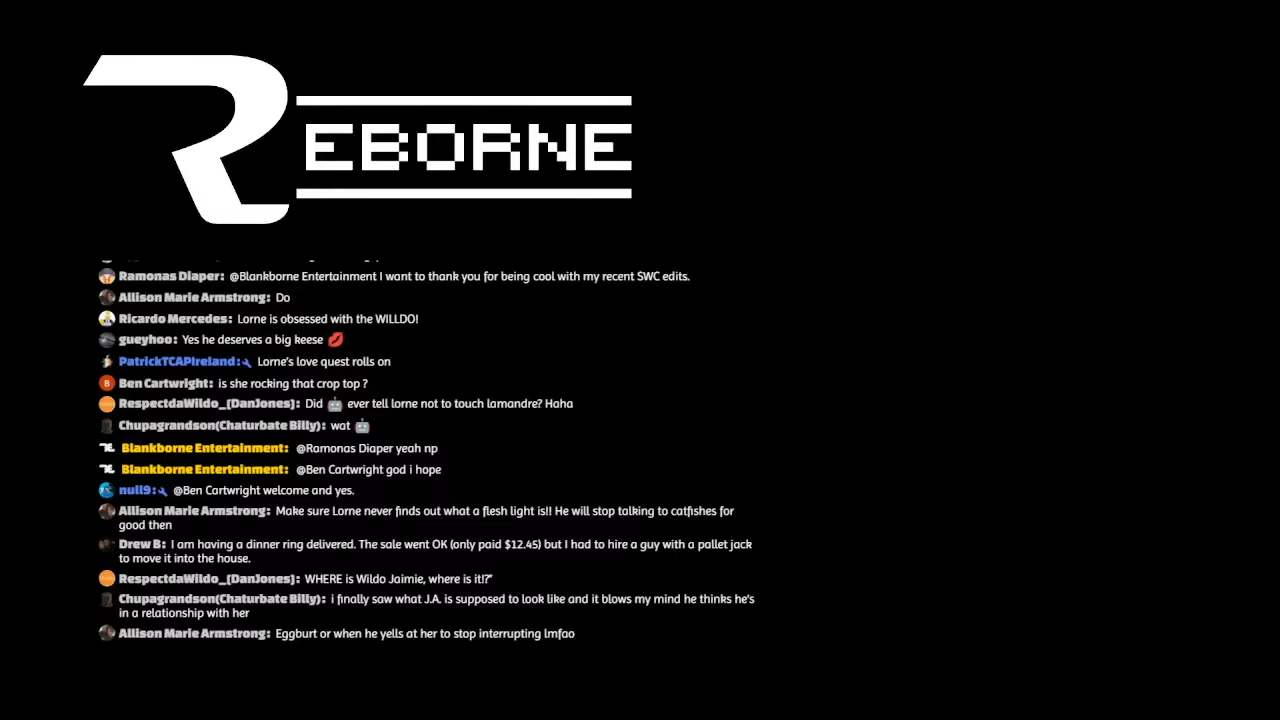 REBORNE
Ramonas Diaper: @Blankborne Entertainment I want to thank you for being cool with my recent SWC edits.
Allison Marie Armstrong: Do
Ricardo Mercedes: Lorne is obsessed with the WILLDO!
gueyhoo: Yes he deserves a big keese 💋
PatrickTCAPIreland: Lorne's love quest rolls on
B Ben Cartwright: is she rocking that crop top ?
RespectdaWildo_(DanJones): Did 🤖 ever tell lorne not to touch lamandre? Haha
Chupagrandson(Chaturbate Billy): wat 🤖
Blankborne Entertainment: @Ramonas Diaper yeah np
Blankborne Entertainment: @Ben Cartwright god i hope
null9: @Ben Cartwright welcome and yes.
Allison Marie Armstrong: Make sure Lorne never finds out what a flesh light is!! He will stop talking to catfishes for
good then
Drew B: I am having a dinner ring delivered. The sale went OK (only paid $12.45) but I had to hire a guy with a pallet jack
to move it into the house.
RespectdaWildo_(DanJones): WHERE is Wildo Jaimie, where is it!?"
Chupagrandson(Chaturbate Billy): i finally saw what J.A. is supposed to look like and it blows my mind he thinks he's
in a relationship with her
Allison Marie Armstrong: Eggburt or when he yells at her to stop interrupting lmfao